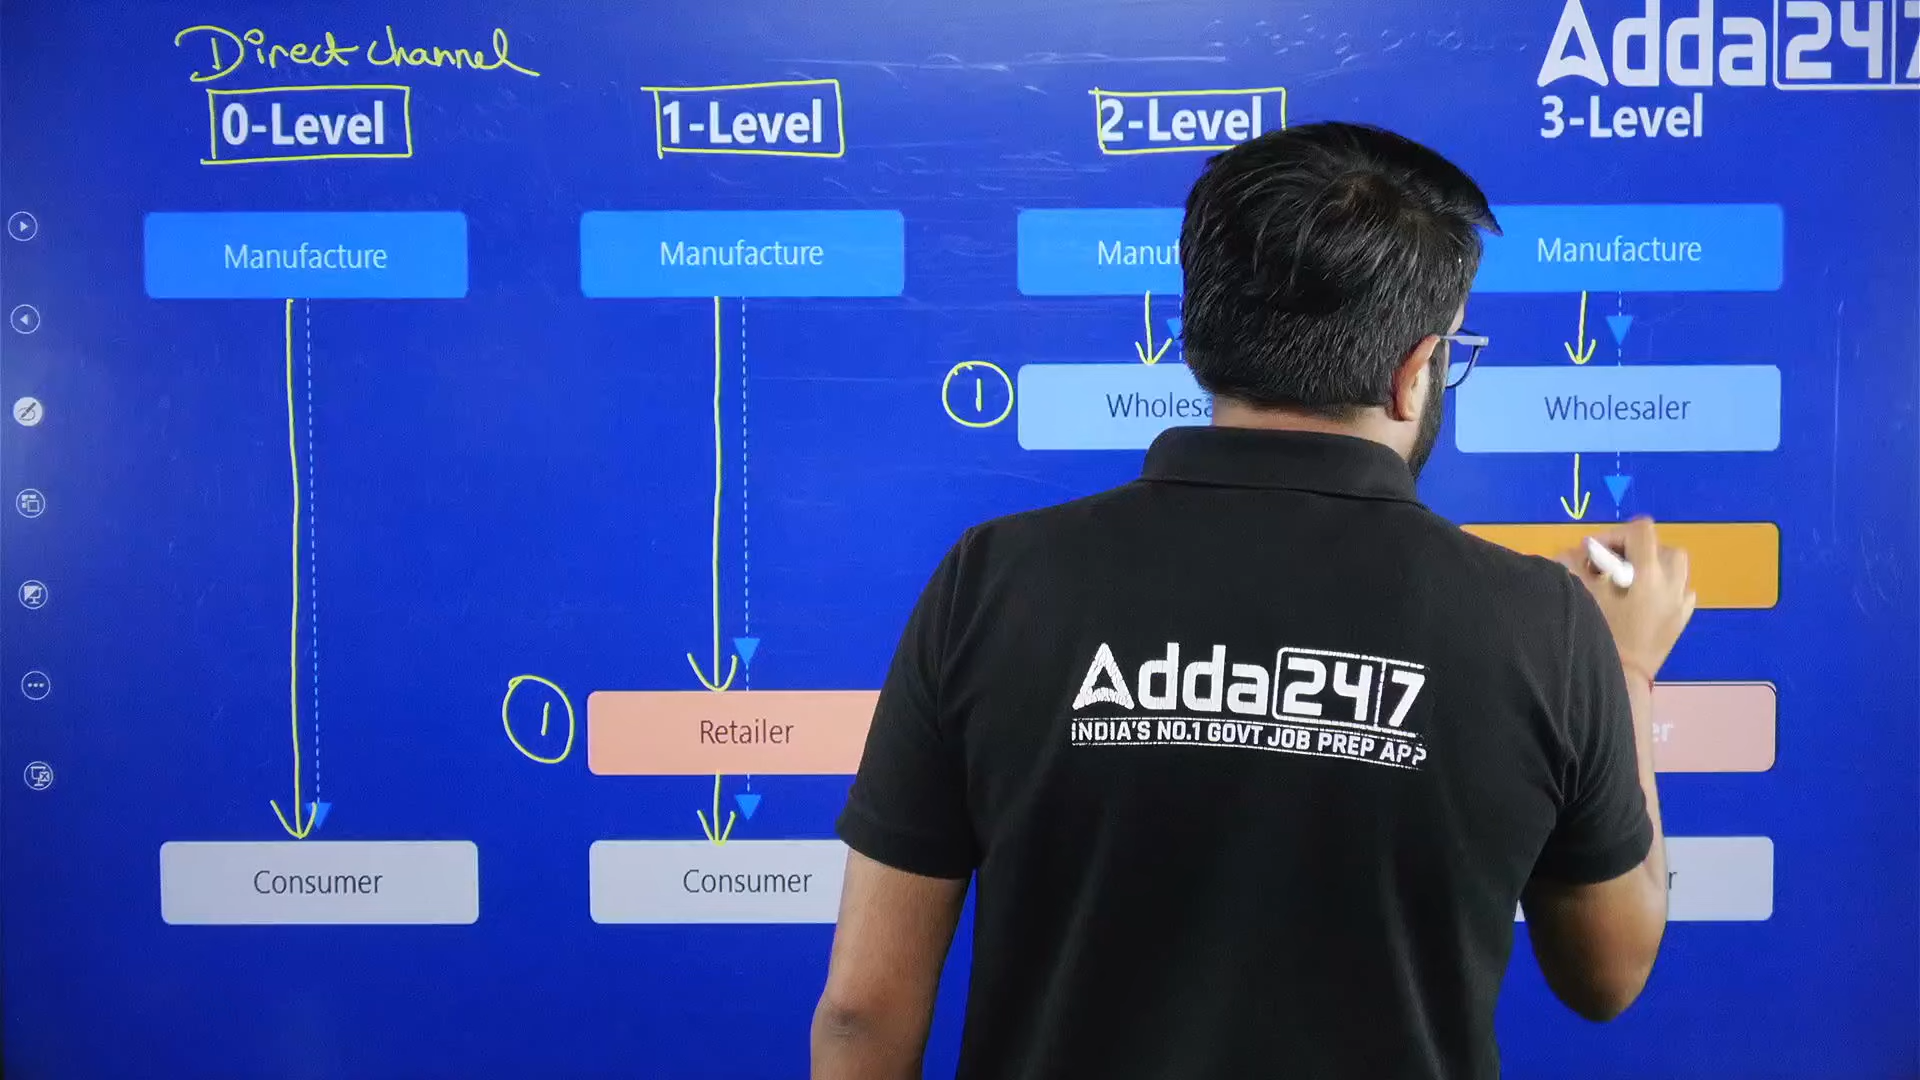 Direct channel
Adda247
0-Level
1-Level
2-Level
3-Level
Manufacture
Manufacture
Manuf
Manufacture
1
Wholesa
Wholesaler
1
Retailer
er
Consumer
Consumer
r
Adda247
INDIA'S NO.1 GOVT JOB PREP APP